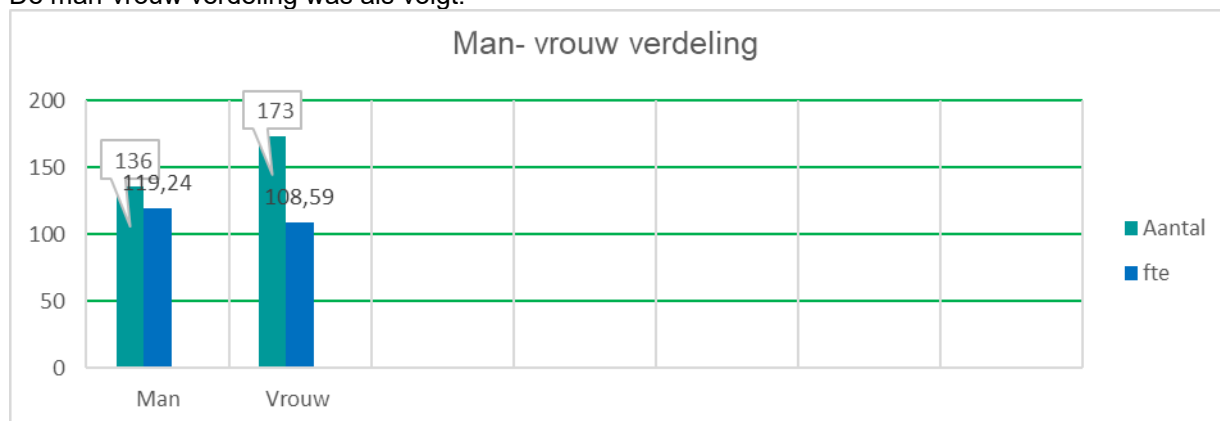 De man-vrouw verdeling was als volgt:
Man- vrouw verdeling
200
150
100
50
0
136
119,24
173
108,59
Man
Vrouw
Aantal
fte